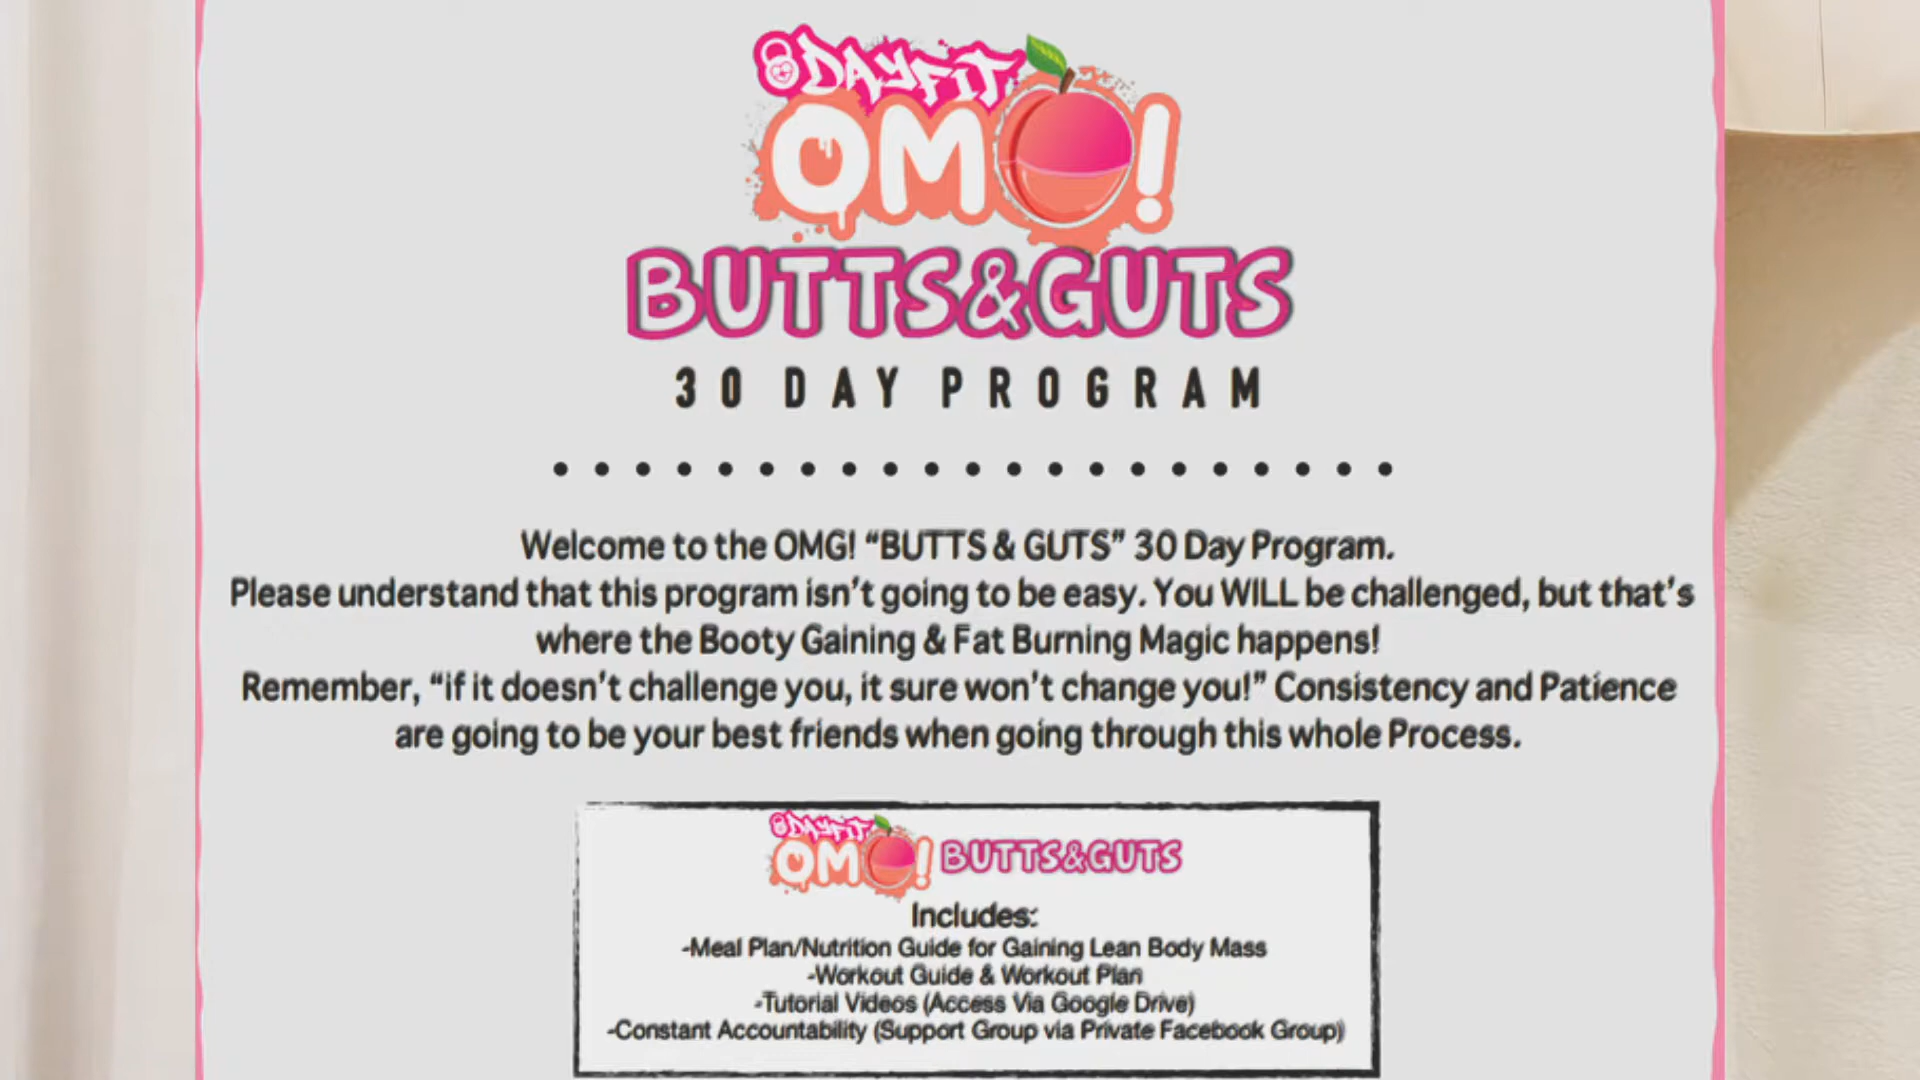 8DAYFIT
OMG!
BUTTS&GUTS
30 DAY PROGRAM
Welcome to the OMG! “BUTTS & GUTS” 30 Day Program.
Please understand that this program isn’t going to be easy. You WILL be challenged, but that’s
where the Booty Gaining & Fat Burning Magic happens!
Remember, “if it doesn’t challenge you, it sure won’t change you!” Consistency and Patience
are going to be your best friends when going through this whole Process.
8DAYFIT
OMG! BUTTS&GUTS
Includes:
-Meal Plan/Nutrition Guide for Gaining Lean Body Mass
-Workout Guide & Workout Plan
-Tutorial Videos (Access Via Google Drive)
-Constant Accountability (Support Group via Private Facebook Group)